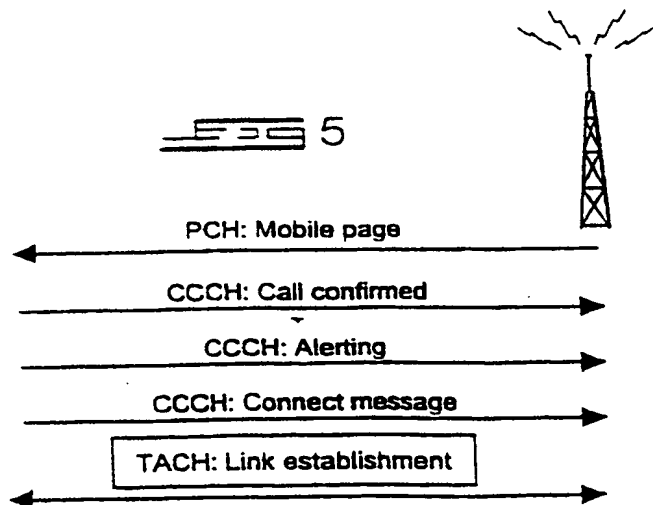 5
PCH: Mobile page
CCCH: Call confirmed
CCCH: Alerting
CCCH: Connect message
TACH: Link establishment